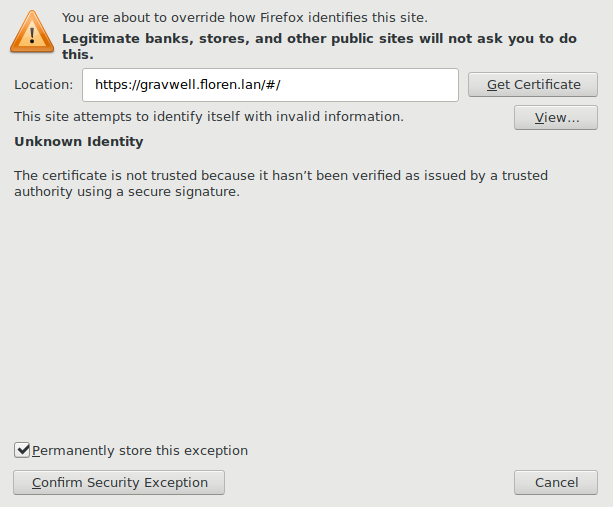 You are about to override how Firefox identifies this site.
Legitimate banks, stores, and other public sites will not ask you to do
this.
Location: https://gravwell.floren.lan/#/ Get Certificate
This site attempts to identify itself with invalid information. View...
Unknown Identity
The certificate is not trusted because it hasn’t been verified as issued by a trusted
authority using a secure signature.
Permanently store this exception
Confirm Security Exception Cancel